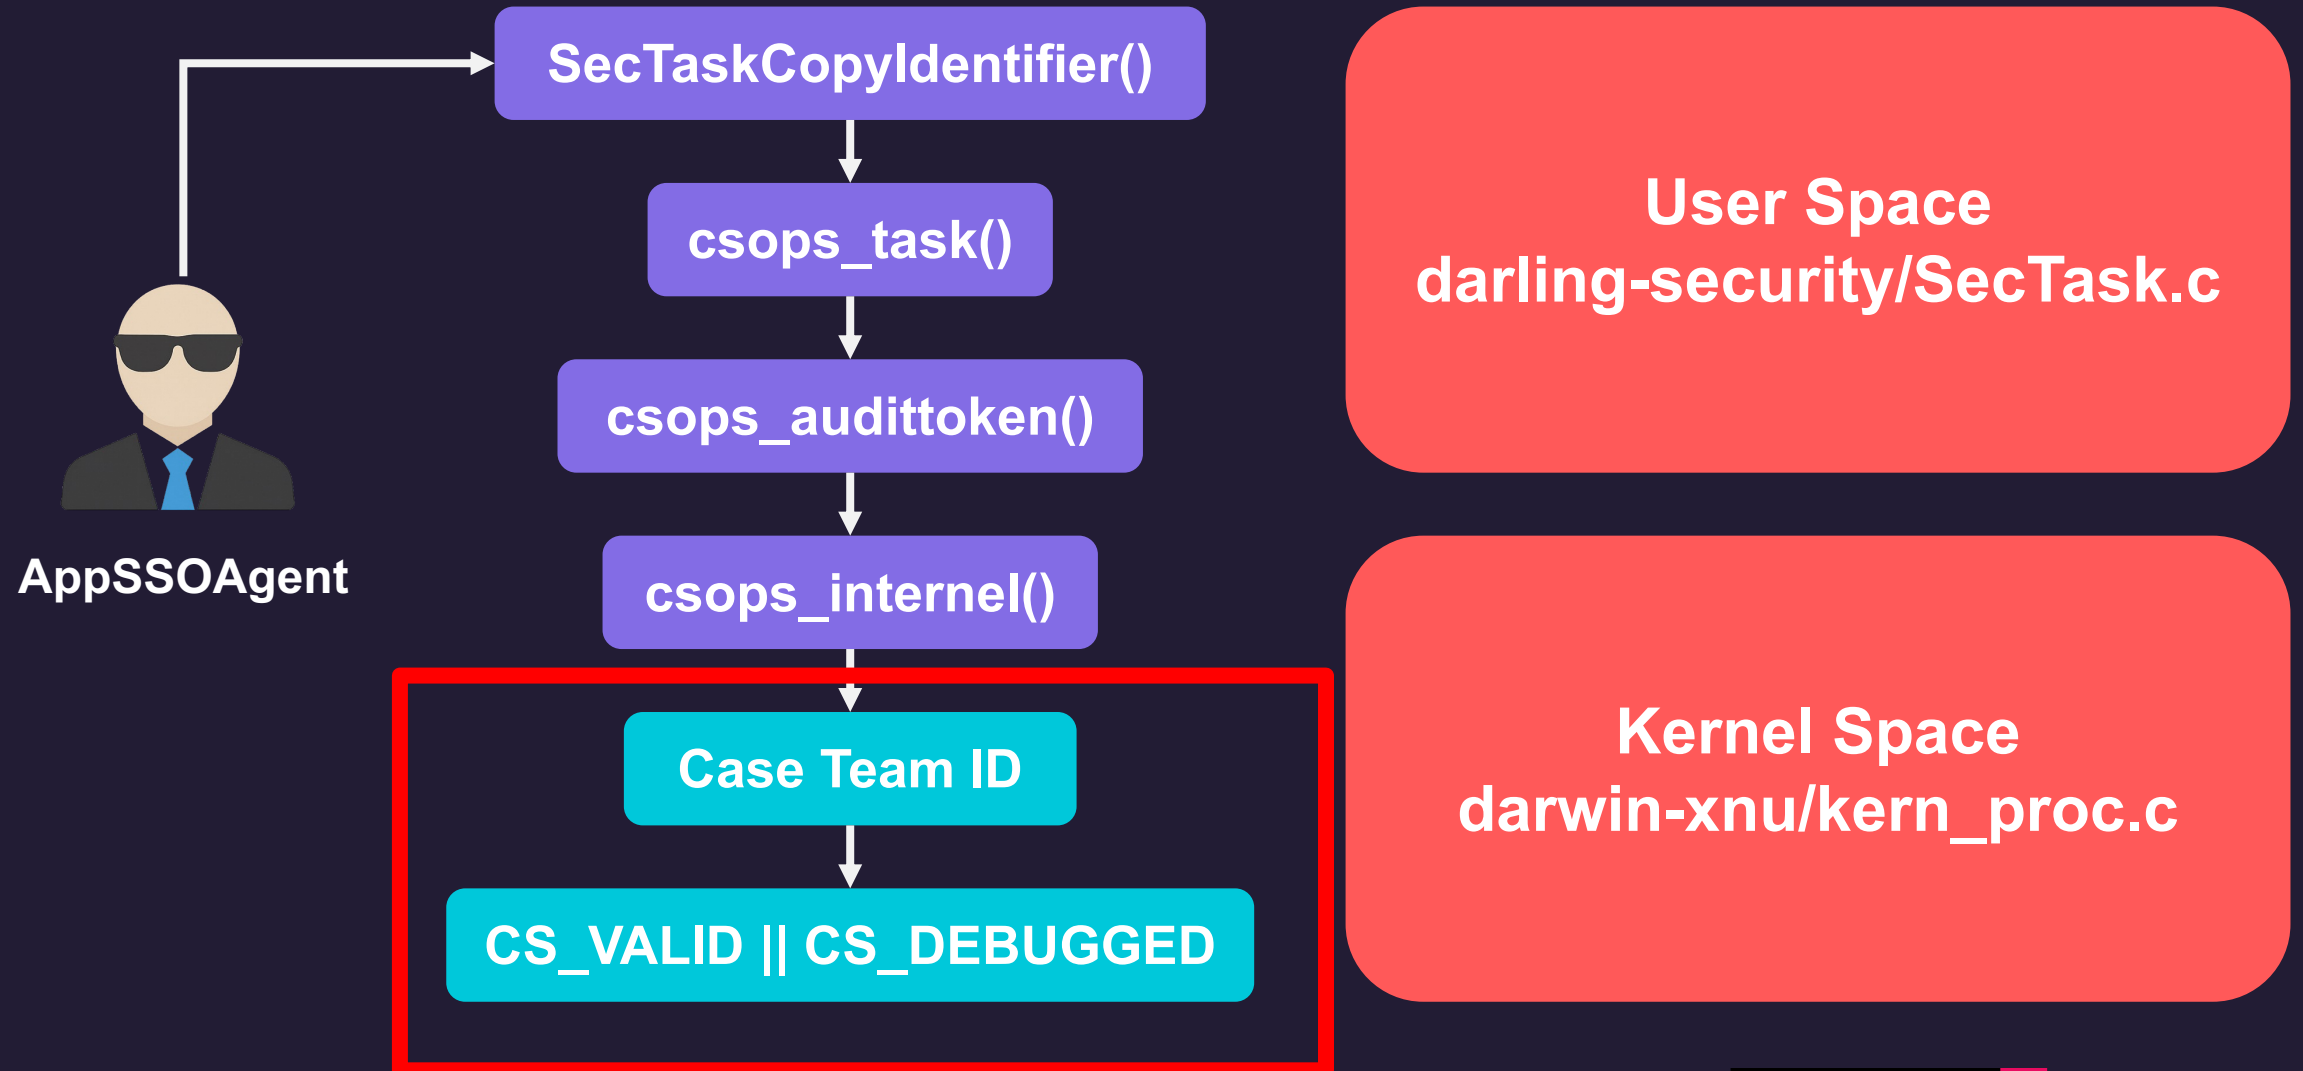 SecTaskCopyIdentifier()
csops_task()
csops_audittoken()
csops_internel()
Case Team ID
CS_VALID || CS_DEBUGGED
AppSSOAgent
User Space
darling-security/SecTask.c
Kernel Space
darwin-xnu/kern_proc.c